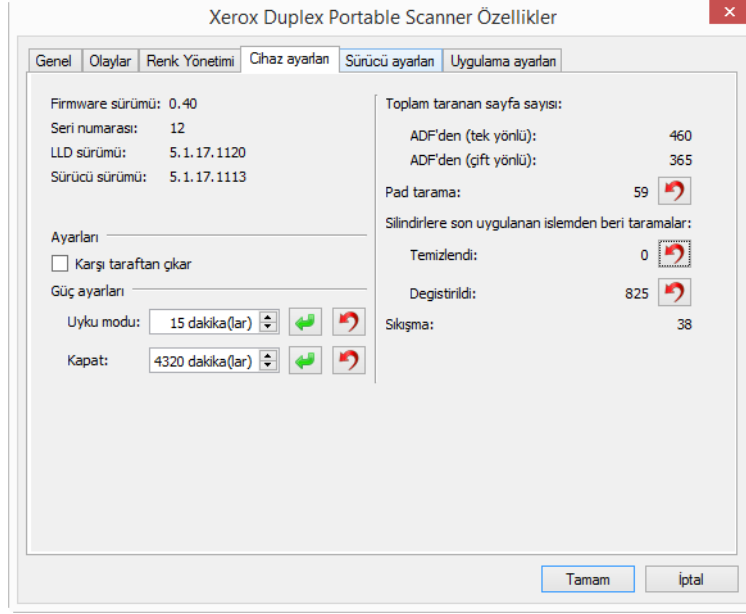 Xerox Duplex Portable Scanner Özellikler
Genel Olaylar Renk Yönetimi Cihaz ayarları Sürücü ayarları Uygulama ayarları
Firmware sürümü: 0.40
Seri numarası: 12
LLD sürümü: 5.1.17.1120
Sürücü sürümü: 5.1.17.1113
Ayarları
Karşı taraftan çıkar
Güç ayarları
Uyku modu: 15 dakika(lar)
Kapat: 4320 dakika(lar)
Toplam taranan sayfa sayısı:
ADF'den (tek yönlü): 460
ADF'den (çift yönlü): 365
Pad tarama: 59
Silindirlere son uygulanan islemden beri taramalar:
Temizlendi: 0
Degistirildi: 825
Sıkışma: 38
Tamam İptal